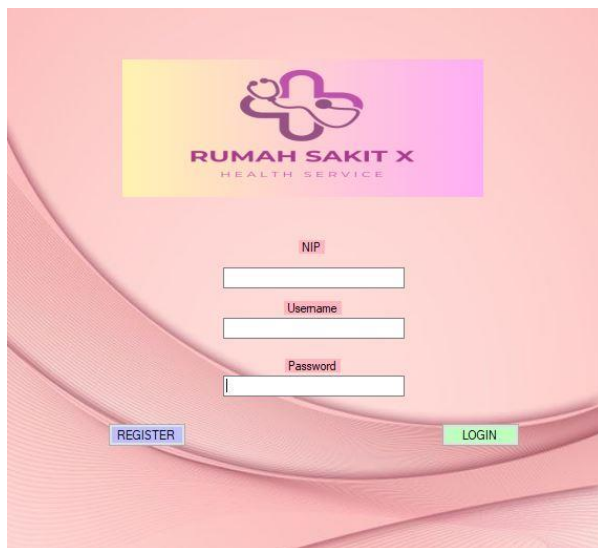 RUMAH SAKIT X
HEALTH SERVICE
NIP
Username
Password
REGISTER
LOGIN